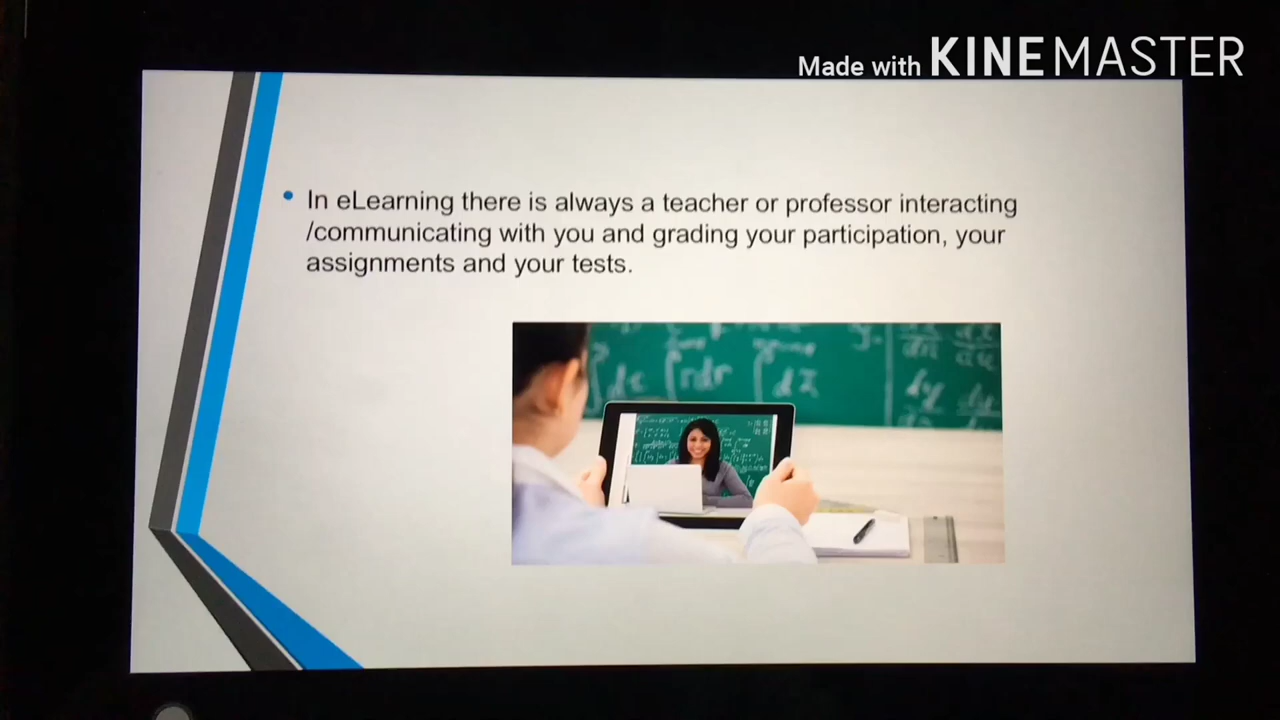 Made with KINEMASTER
In eLearning there is always a teacher or professor interacting
/communicating with you and grading your participation, your
assignments and your tests.